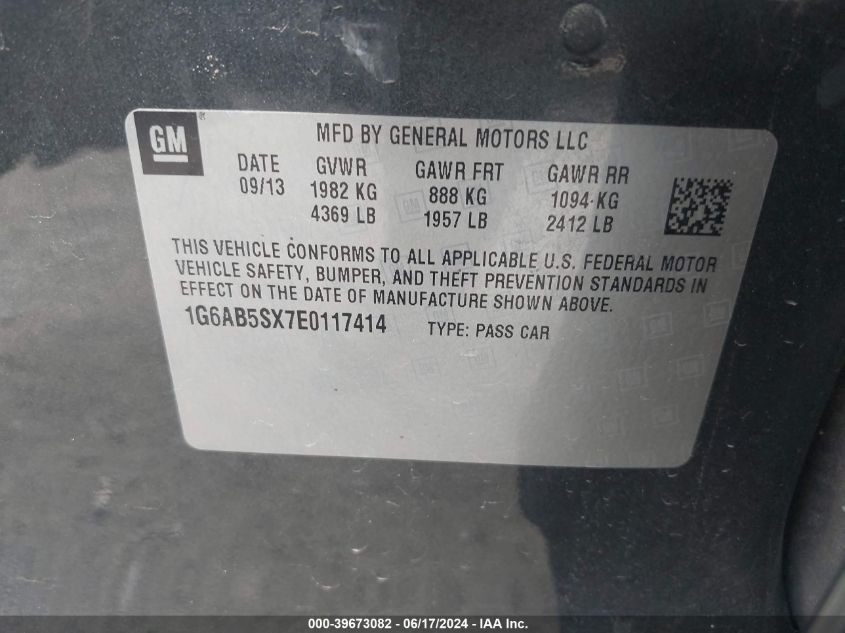 GM ®
MFD BY GENERAL MOTORS LLC
DATE GVWR GAWR FRT GAWR RR
09/13 1982 KG 888 KG 1094 KG
4369 LB 1957 LB 2412 LB
THIS VEHICLE CONFORMS TO ALL APPLICABLE U.S. FEDERAL MOTOR
VEHICLE SAFETY, BUMPER, AND THEFT PREVENTION STANDARDS IN
EFFECT ON THE DATE OF MANUFACTURE SHOWN ABOVE.
1G6AB5SX7E0117414 TYPE: PASS CAR
000-39673082 - 06/17/2024 - IAA Inc.